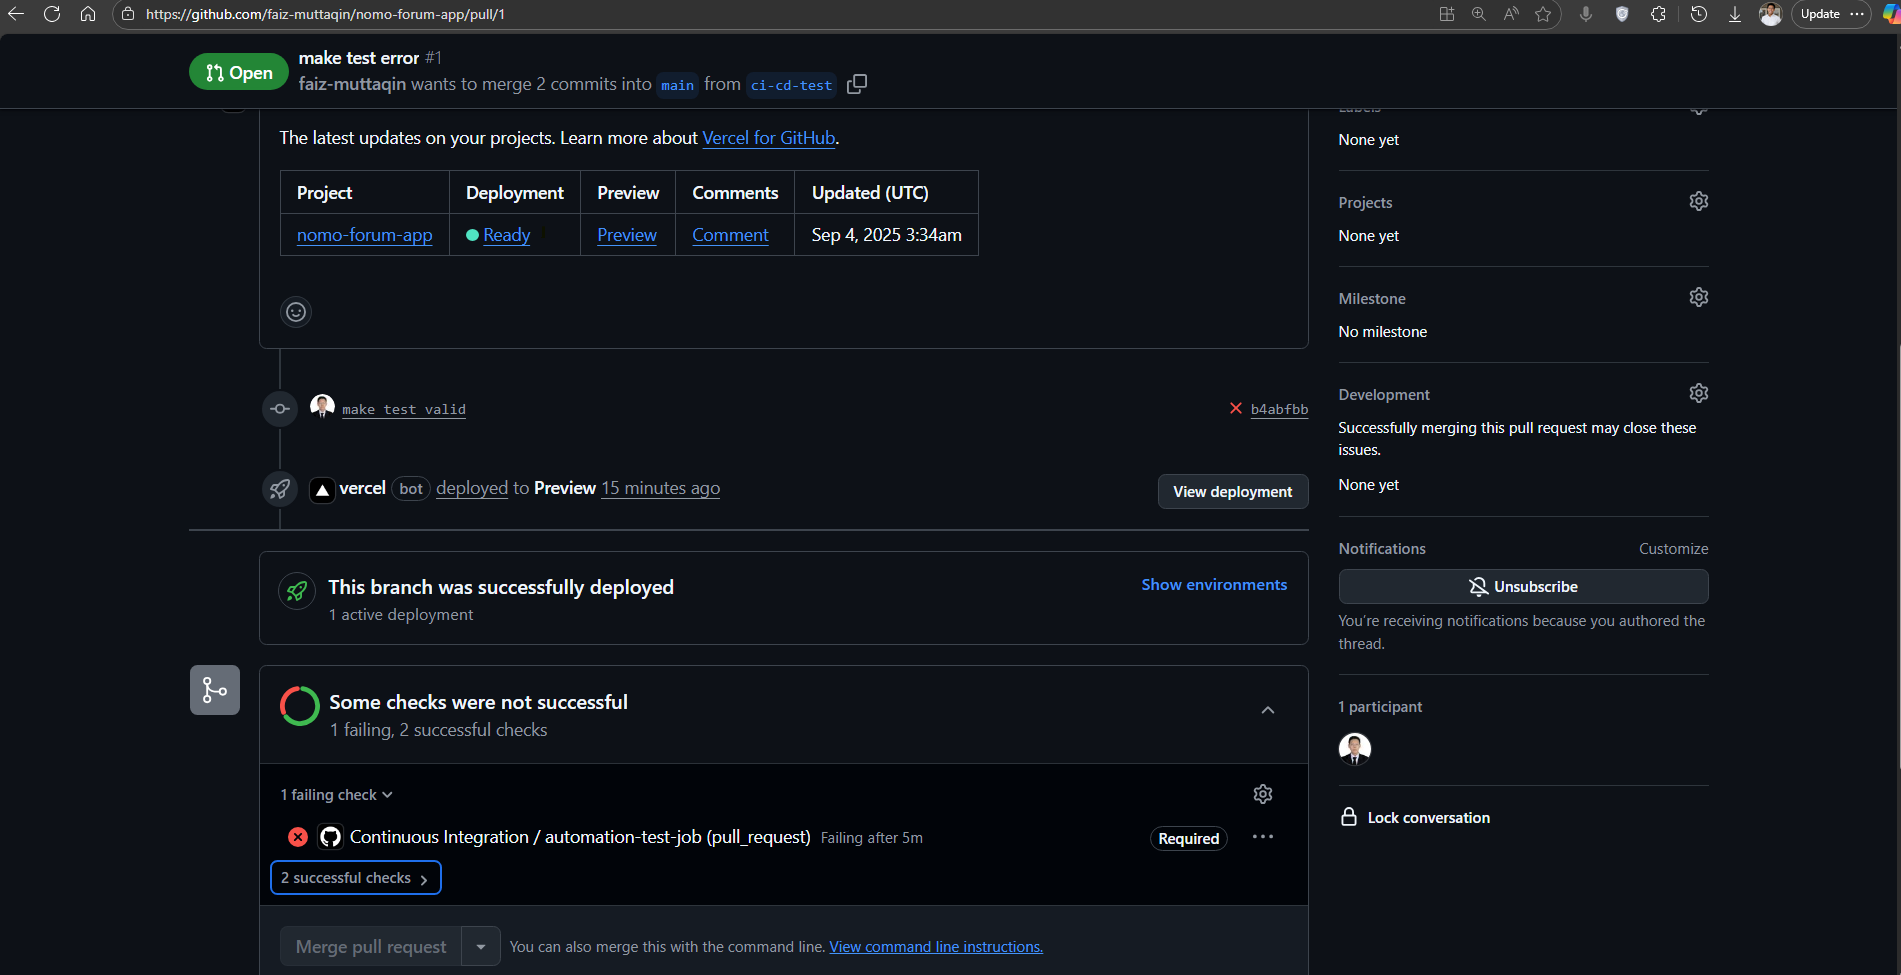 https://github.com/faiz-muttaqin/nomo-forum-app/pull/1
Update
Open
make test error #1
faiz-muttaqin wants to merge 2 commits into main from ci-cd-test
The latest updates on your projects. Learn more about Vercel for GitHub.
Project Deployment Preview Comments Updated (UTC)
nomo-forum-app Ready Preview Comment Sep 4, 2025 3:34am
make test valid b4abfbb
vercel bot deployed to Preview 15 minutes ago View deployment
This branch was successfully deployed
1 active deployment
Show environments
Some checks were not successful
1 failing, 2 successful checks
1 failing check
Continuous Integration / automation-test-job (pull_request) Failing after 5m Required
2 successful checks
Merge pull request You can also merge this with the command line. View command line instructions.
Labels
None yet
Projects
None yet
Milestone
No milestone
Development
Successfully merging this pull request may close these
issues.
None yet
Notifications Customize
Unsubscribe
You’re receiving notifications because you authored the
thread.
1 participant
Lock conversation